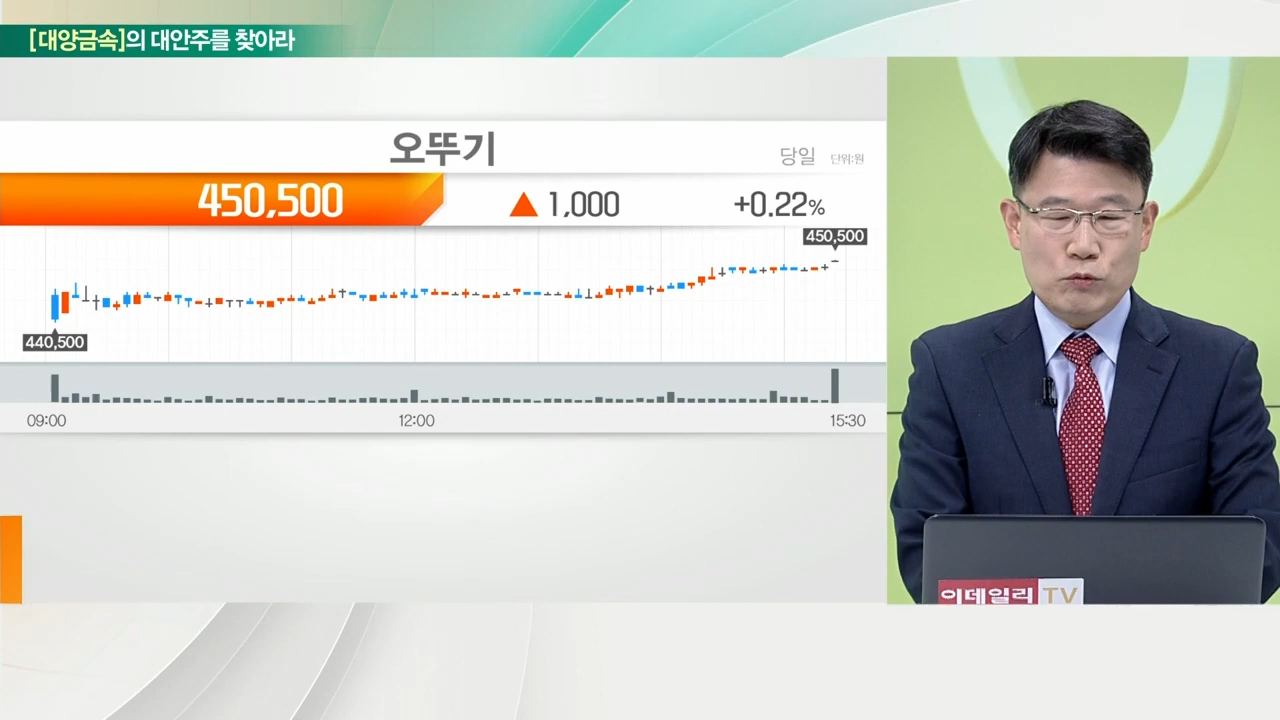 [대양금속]의 대안주를 찾아라
오뚜기
당일 단위:원
450,500 ▲ 1,000 +0.22%
450,500
440,500
09:00 12:00 15:30
이데일리 TV